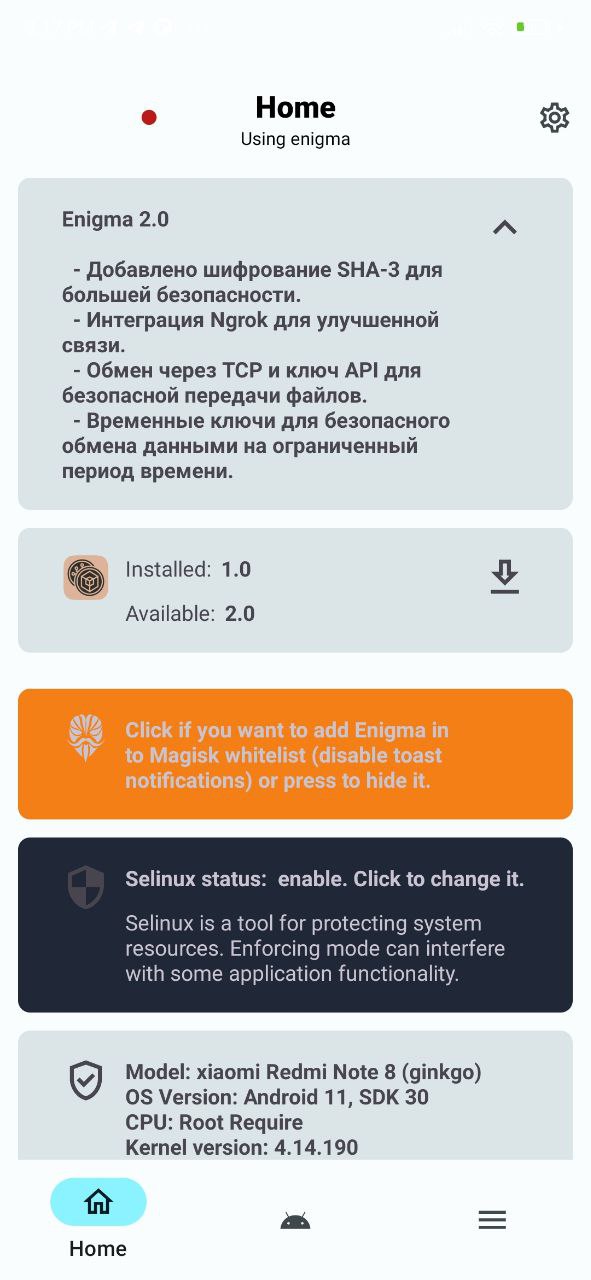 Home
Using enigma
Enigma 2.0
- Добавлено шифрование SHA-3 для
большей безопасности.
- Интеграция Ngrok для улучшенной
связи.
- Обмен через TCP и ключ API для
безопасной передачи файлов.
- Временные ключи для безопасного
обмена данными на ограниченный
период времени.
Installed: 1.0
Available: 2.0
Click if you want to add Enigma in
to Magisk whitelist (disable toast
notifications) or press to hide it.
Selinux status: enable. Click to change it.
Selinux is a tool for protecting system
resources. Enforcing mode can interfere
with some application functionality.
Model: xiaomi Redmi Note 8 (ginkgo)
OS Version: Android 11, SDK 30
CPU: Root Require
Kernel version: 4.14.190
Home